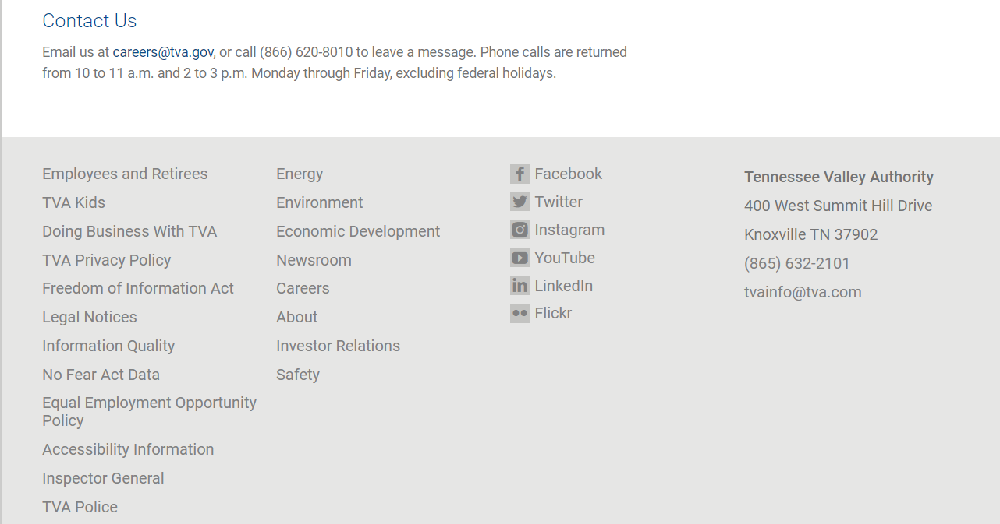 Contact Us
Email us at careers@tva.gov, or call (866) 620-8010 to leave a message. Phone calls are returned
from 10 to 11 a.m. and 2 to 3 p.m. Monday through Friday, excluding federal holidays.
Employees and Retirees
TVA Kids
Doing Business With TVA
TVA Privacy Policy
Freedom of Information Act
Legal Notices
Information Quality
No Fear Act Data
Equal Employment Opportunity
Policy
Accessibility Information
Inspector General
TVA Police
Energy
Environment
Economic Development
Newsroom
Careers
About
Investor Relations
Safety
Facebook
Twitter
Instagram
YouTube
LinkedIn
Flickr
Tennessee Valley Authority
400 West Summit Hill Drive
Knoxville TN 37902
(865) 632-2101
tvainfo@tva.com